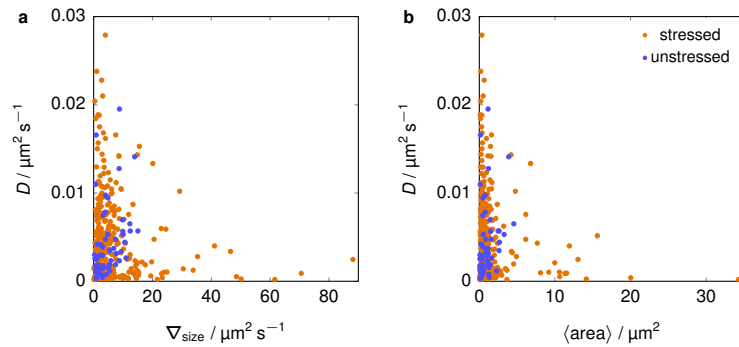 a
0.03
0.02
0.01
0
D / µm² s⁻¹
0 20 40 60 80
∇size / µm² s⁻¹
b
stressed
unstressed
0.03
0.02
0.01
0
D / µm² s⁻¹
0 10 20 30
⟨area⟩ / µm²